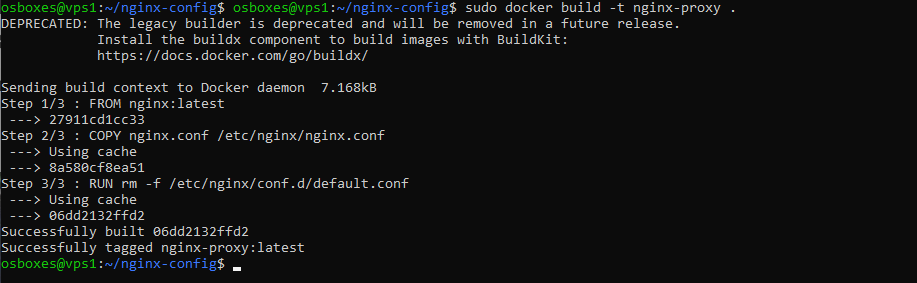 osboxes@vps1:~/nginx-config$ osboxes@vps1:~/nginx-config$ sudo docker build -t nginx-proxy .
DEPRECATED: The legacy builder is deprecated and will be removed in a future release.
            Install the buildx component to build images with BuildKit:
            https://docs.docker.com/go/buildx/

Sending build context to Docker daemon  7.168kB
Step 1/3 : FROM nginx:latest
 ---> 27911cd1cc33
Step 2/3 : COPY nginx.conf /etc/nginx/nginx.conf
 ---> Using cache
 ---> 8a580cf8ea51
Step 3/3 : RUN rm -f /etc/nginx/conf.d/default.conf
 ---> Using cache
 ---> 06dd2132ffd2
Successfully built 06dd2132ffd2
Successfully tagged nginx-proxy:latest
osboxes@vps1:~/nginx-config$